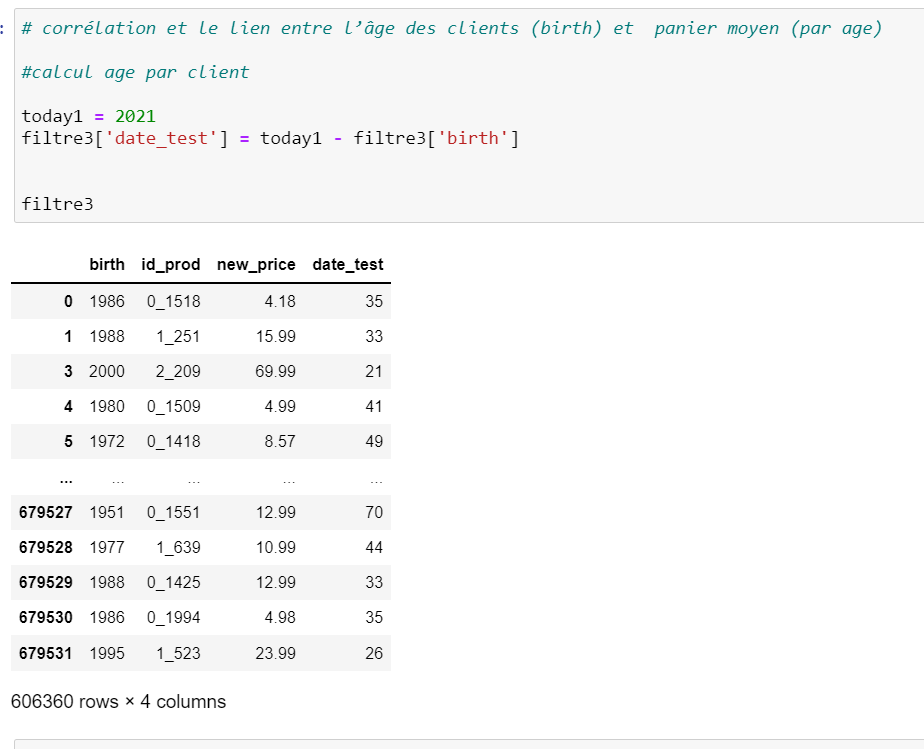 :
# corrélation et le lien entre l’âge des clients (birth) et  panier moyen (par age)
#calcul age par client
today1 = 2021
filtre3['date_test'] = today1 - filtre3['birth']
filtre3
birth id_prod new_price date_test
0 1986 0_1518 4.18 35
1 1988 1_251 15.99 33
3 2000 2_209 69.99 21
4 1980 0_1509 4.99 41
5 1972 0_1418 8.57 49
... ... ... ... ...
679527 1951 0_1551 12.99 70
679528 1977 1_639 10.99 44
679529 1988 0_1425 12.99 33
679530 1986 0_1994 4.98 35
679531 1995 1_523 23.99 26
606360 rows × 4 columns